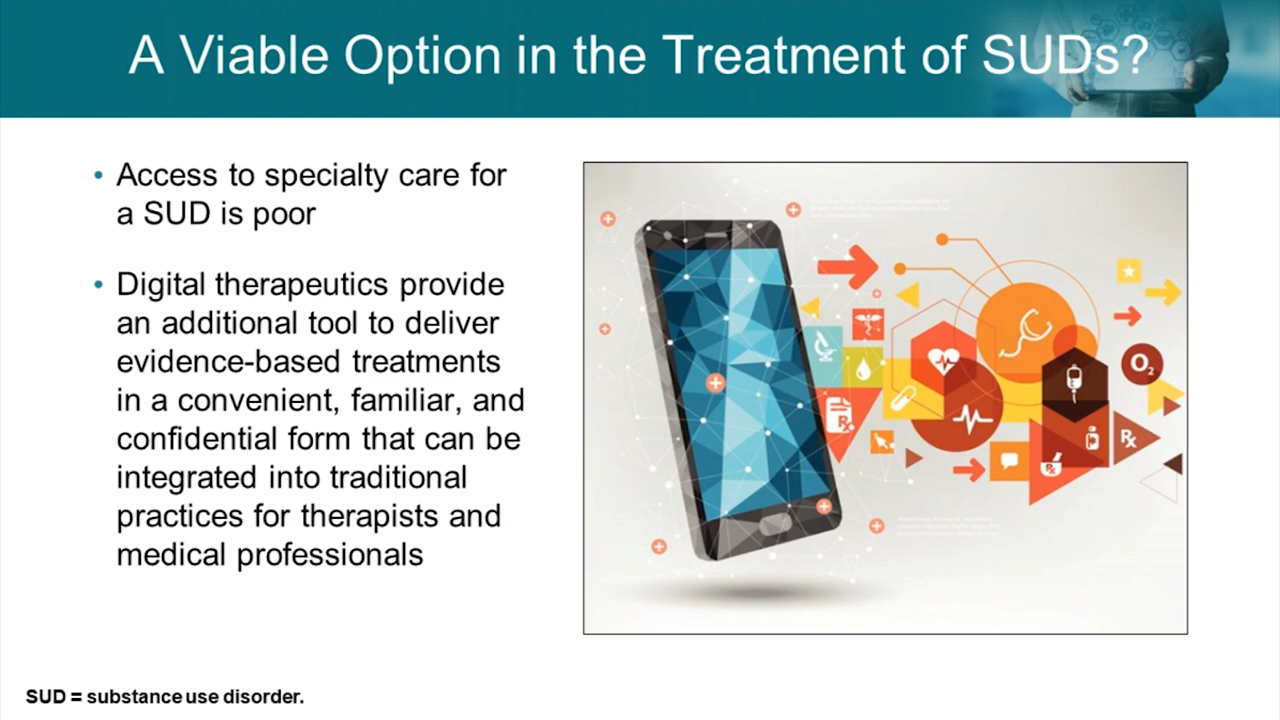 A Viable Option in the Treatment of SUDs?
• Access to specialty care for
a SUD is poor
• Digital therapeutics provide
an additional tool to deliver
evidence-based treatments
in a convenient, familiar, and
confidential form that can be
integrated into traditional
practices for therapists and
medical professionals
O2
Rx
Rx
Rx
SUD = substance use disorder.